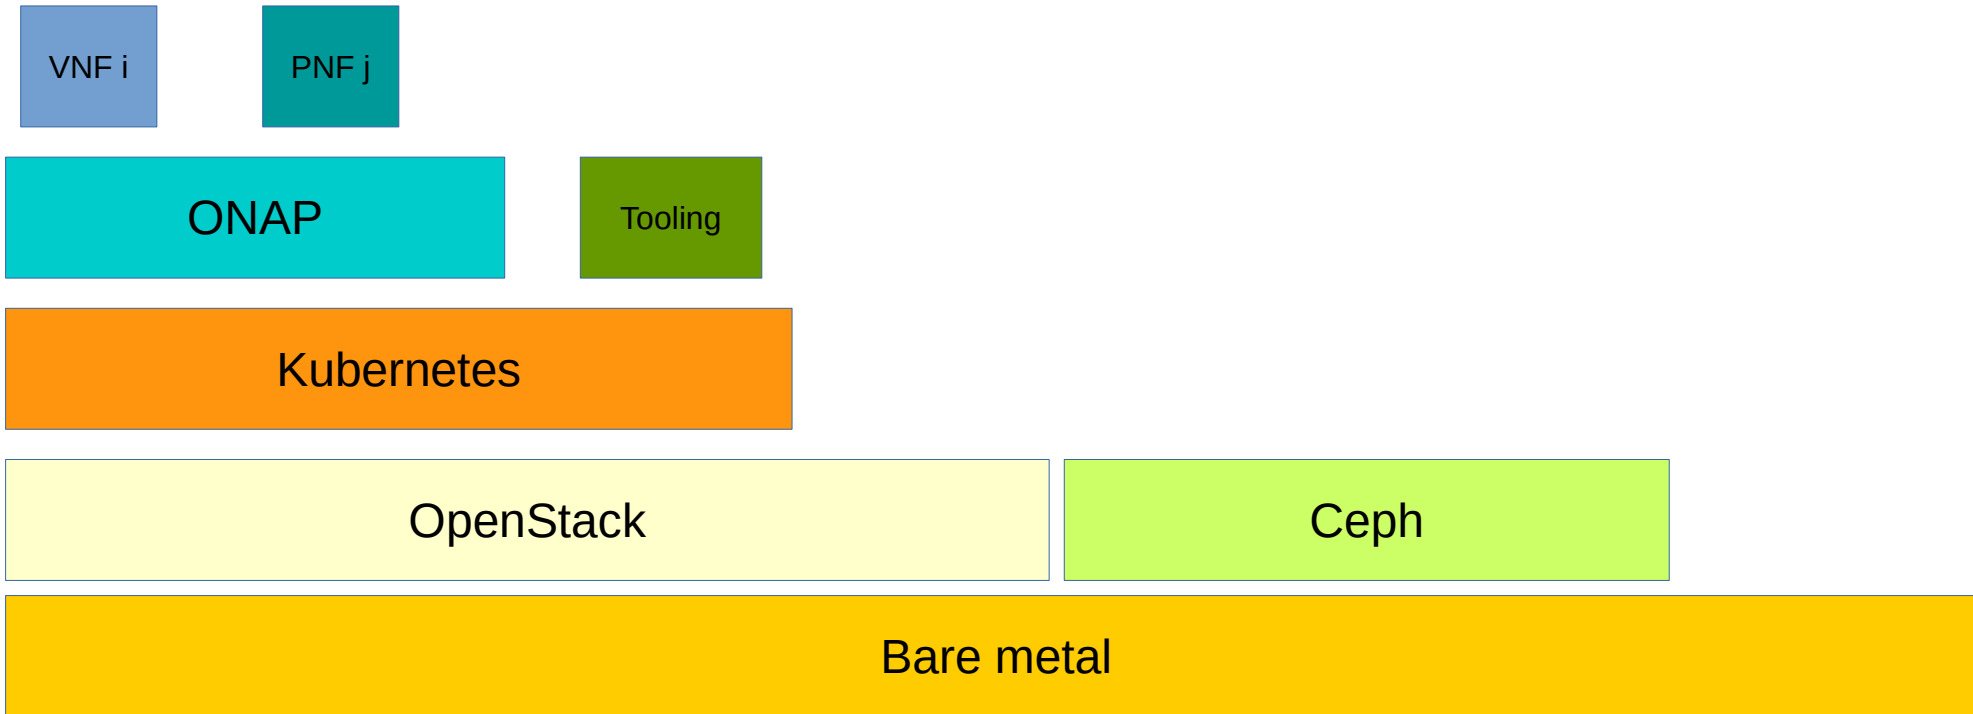 VNF i
PNF j
ONAP
Tooling
Kubernetes
OpenStack
Ceph
Bare metal